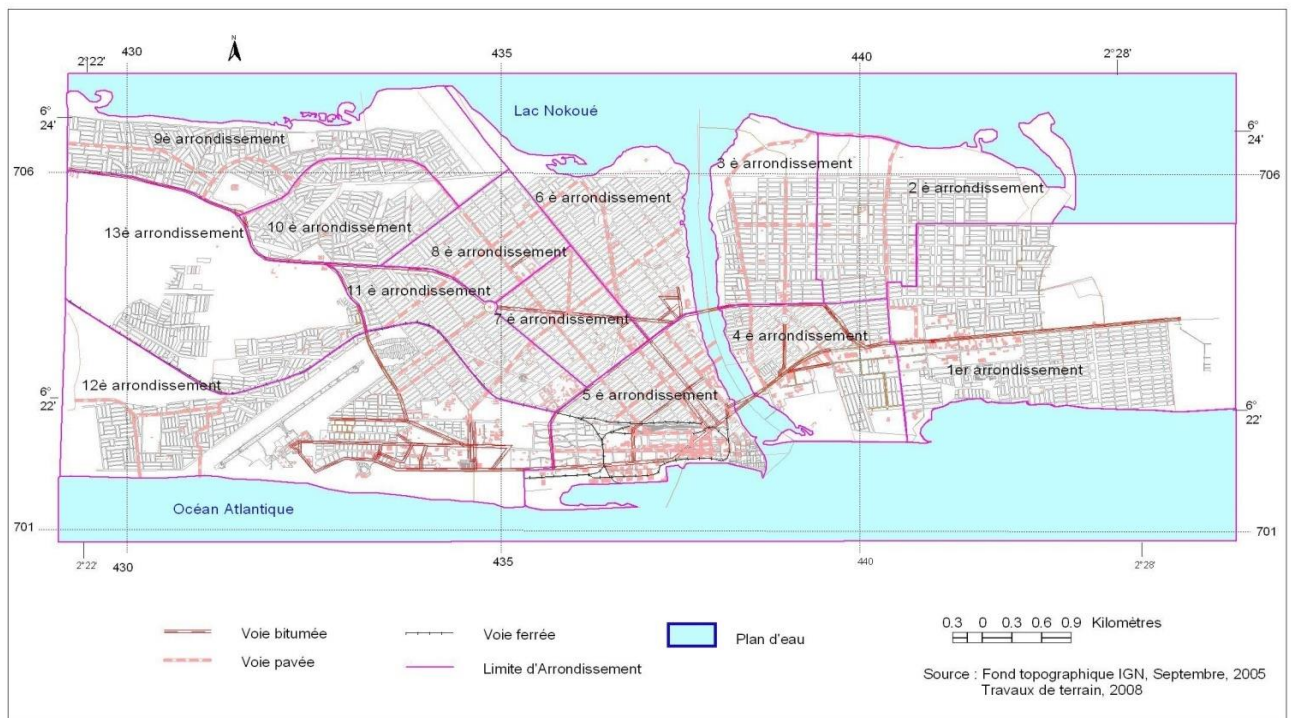 N
430
435
440
2°22'
2°28'
Lac Nokoué
6°
24'
6°
24'
9è arrondissement
3 è arrondissement
706
706
6 è arrondissement
2 è arrondissement
13è arrondissement
10 è arrondissement
8 è arrondissement
11 è arrondissement
7 è arrondissement
4 è arrondissement
12è arrondissement
1er arrondissement
6°
22'
5 è arrondissement
6°
22'
Océan Atlantique
701
701
2°22'
430
435
440
2°28'
Voie bitumée
Voie ferrée
Plan d'eau
0.3 0 0.3 0.6 0.9 Kilomètres
Voie pavée
Limite d'Arrondissement
Source : Fond topographique IGN, Septembre, 2005
Travaux de terrain, 2008